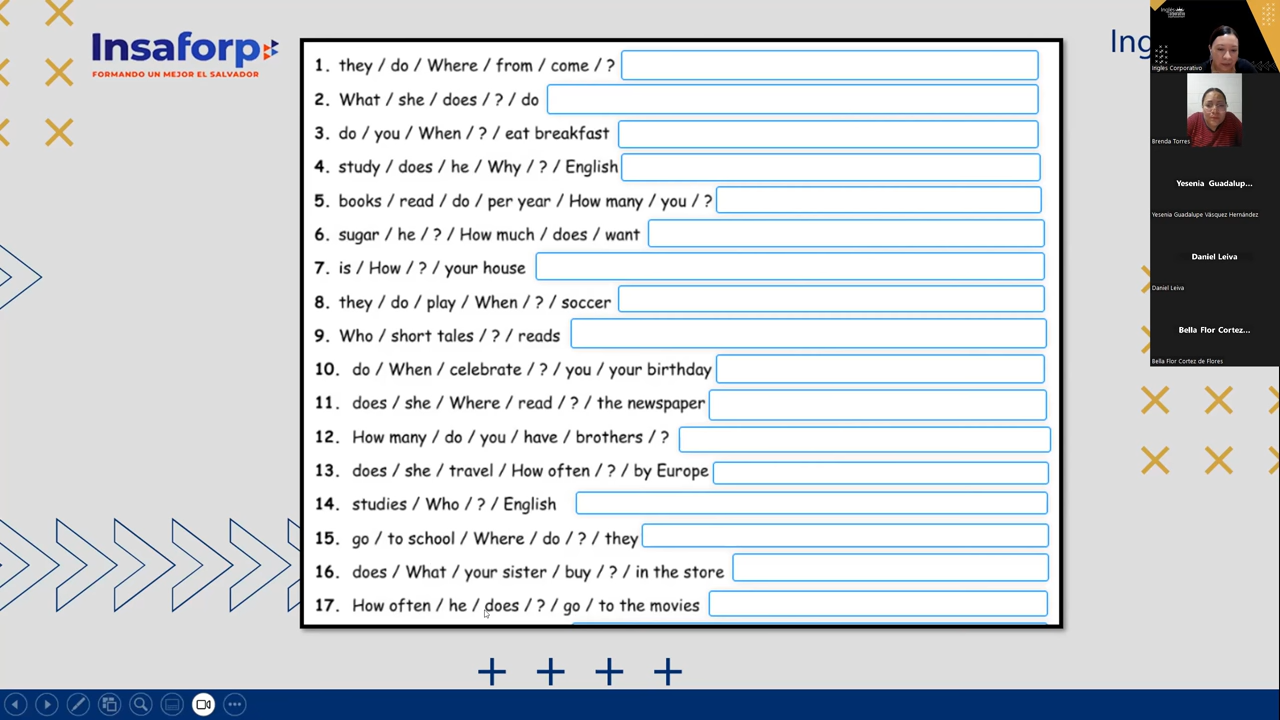 Insaforp
FORMANDO UN MEJOR EL SALVADOR
Ing
1. they / do / Where / from / come / ?
2. What / she / does / ? / do
3. do / you / When / ? / eat breakfast
4. study / does / he / Why / ? / English
5. books / read / do / per year / How many / you / ?
6. sugar / he / ? / How much / does / want
7. is / How / ? / your house
8. they / do / play / When / ? / soccer
9. Who / short tales / ? / reads
10. do / When / celebrate / ? / you / your birthday
11. does / she / Where / read / ? / the newspaper
12. How many / do / you / have / brothers / ?
13. does / she / travel / How often / ? / by Europe
14. studies / Who / ? / English
15. go / to school / Where / do / ? / they
16. does / What / your sister / buy / ? / in the store
17. How often / he / does / ? / go / to the movies
Ingles Corporativo
Brenda Torres
Yesenia Guadalup...
Yesenia Guadalupe Vásquez Hernández
Daniel Leiva
Daniel Leiva
Bella Flor Cortez...
Bella Flor Cortez de Flores